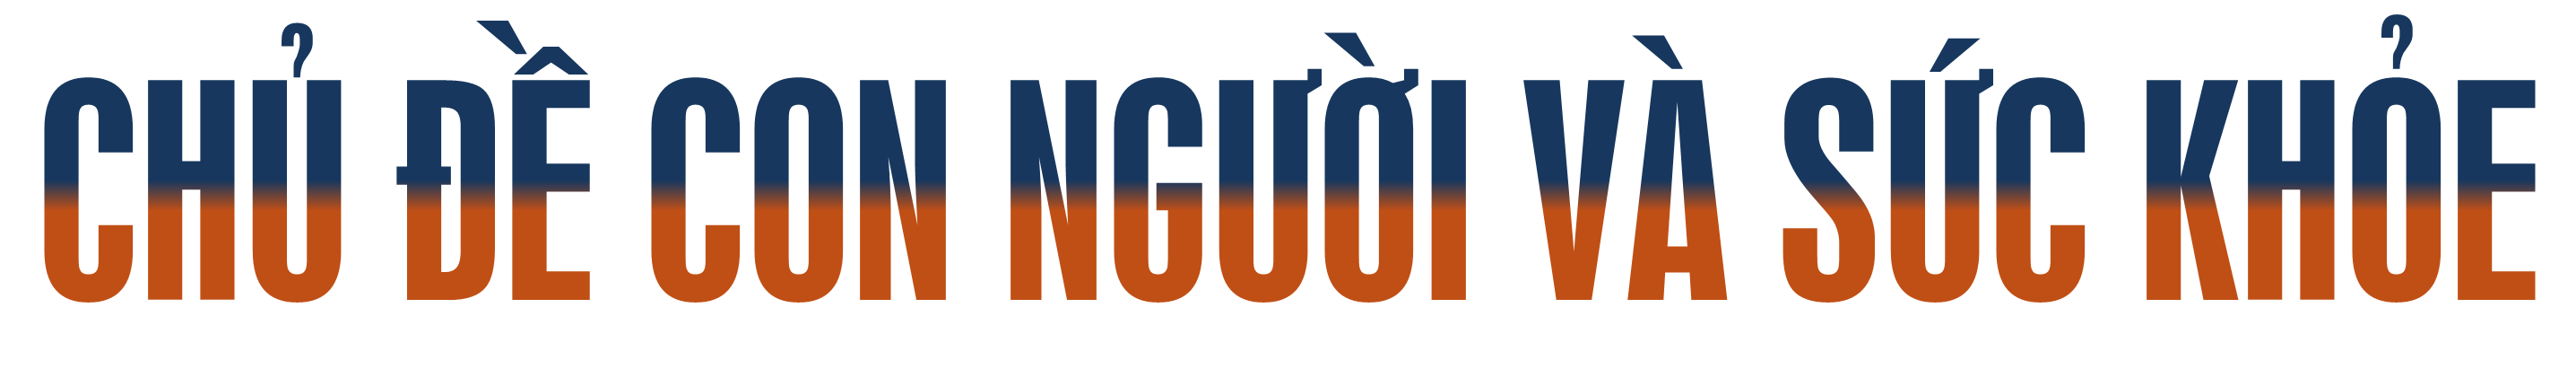 CHỦ ĐỀ CON NGƯỜI VÀ SỨC KHỎE